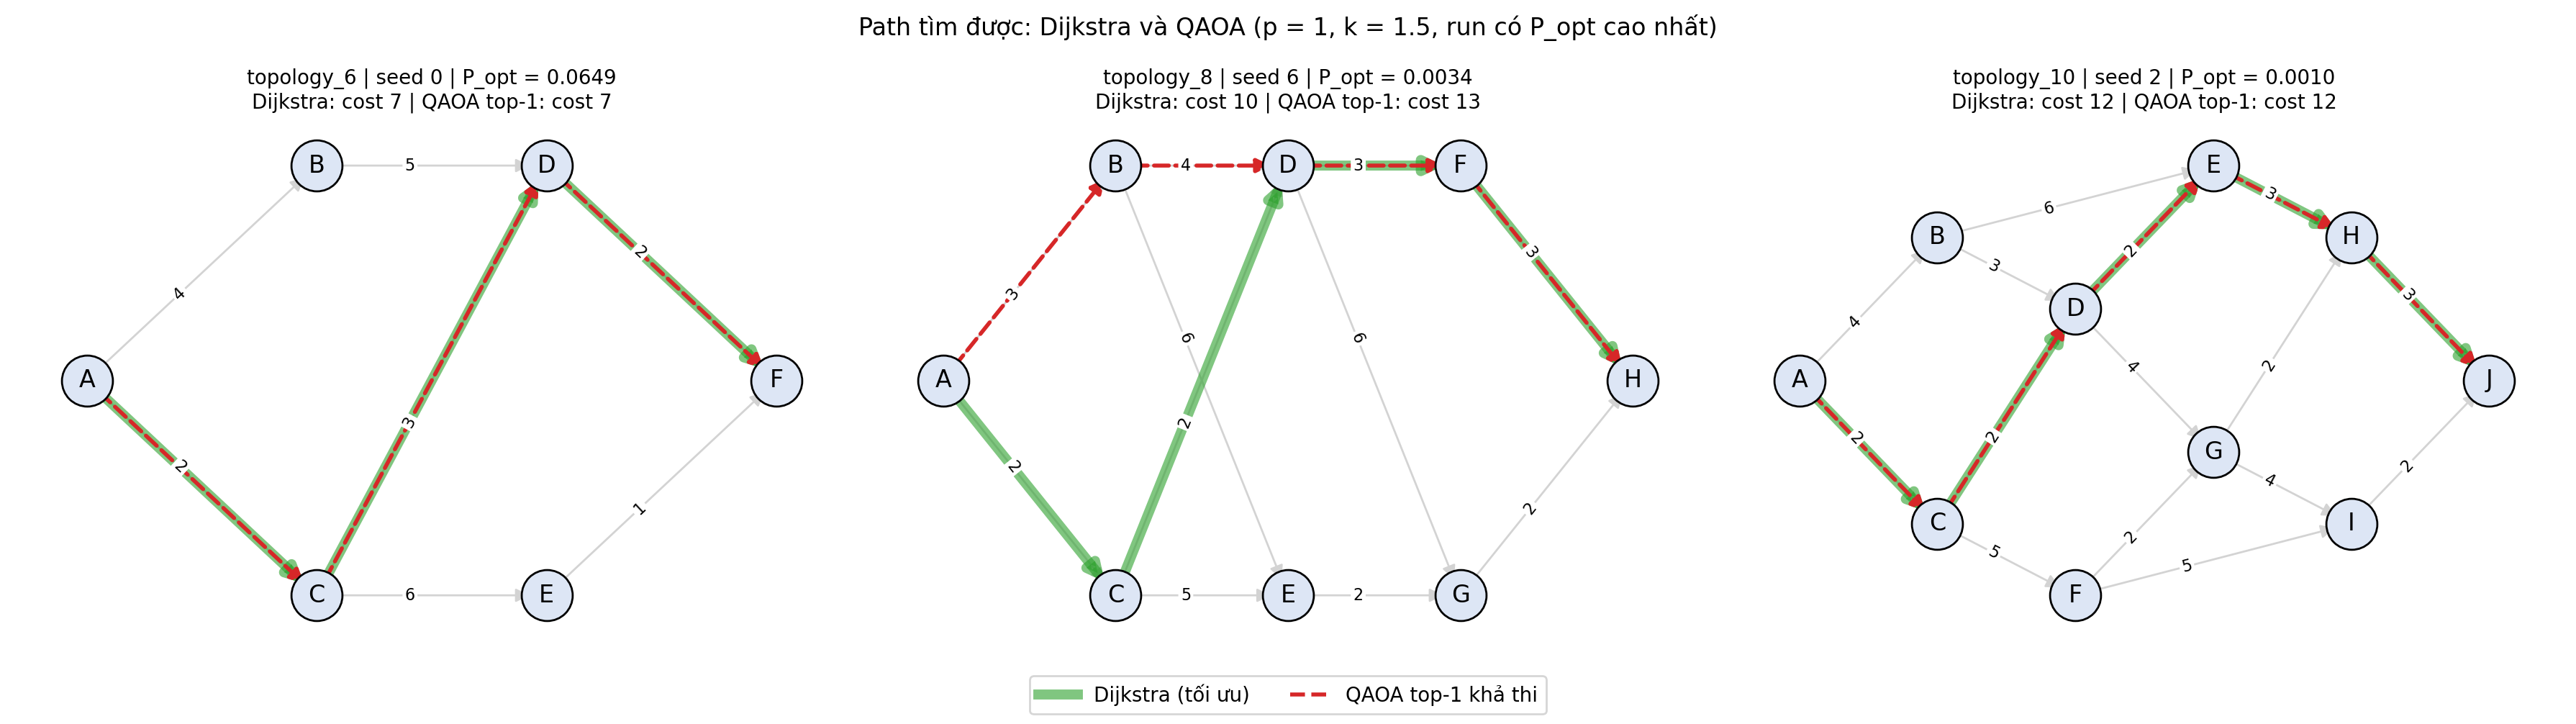 Path tìm được: Dijkstra và QAOA (p = 1, k = 1.5, run có P_opt cao nhất)
topology_6 | seed 0 | P_opt = 0.0649
Dijkstra: cost 7 | QAOA top-1: cost 7
B
5
D
4
2
A
F
3
2
1
C
6
E
topology_8 | seed 6 | P_opt = 0.0034
Dijkstra: cost 10 | QAOA top-1: cost 13
B
4
D
3
F
3
3
6
6
A
H
2
2
2
C
5
E
2
G
topology_10 | seed 2 | P_opt = 0.0010
Dijkstra: cost 12 | QAOA top-1: cost 12
E
3
6
B
H
3
2
D
3
4
4
2
A
J
2
2
G
2
4
C
I
5
2
5
F
Dijkstra (tối ưu)
QAOA top-1 khả thi